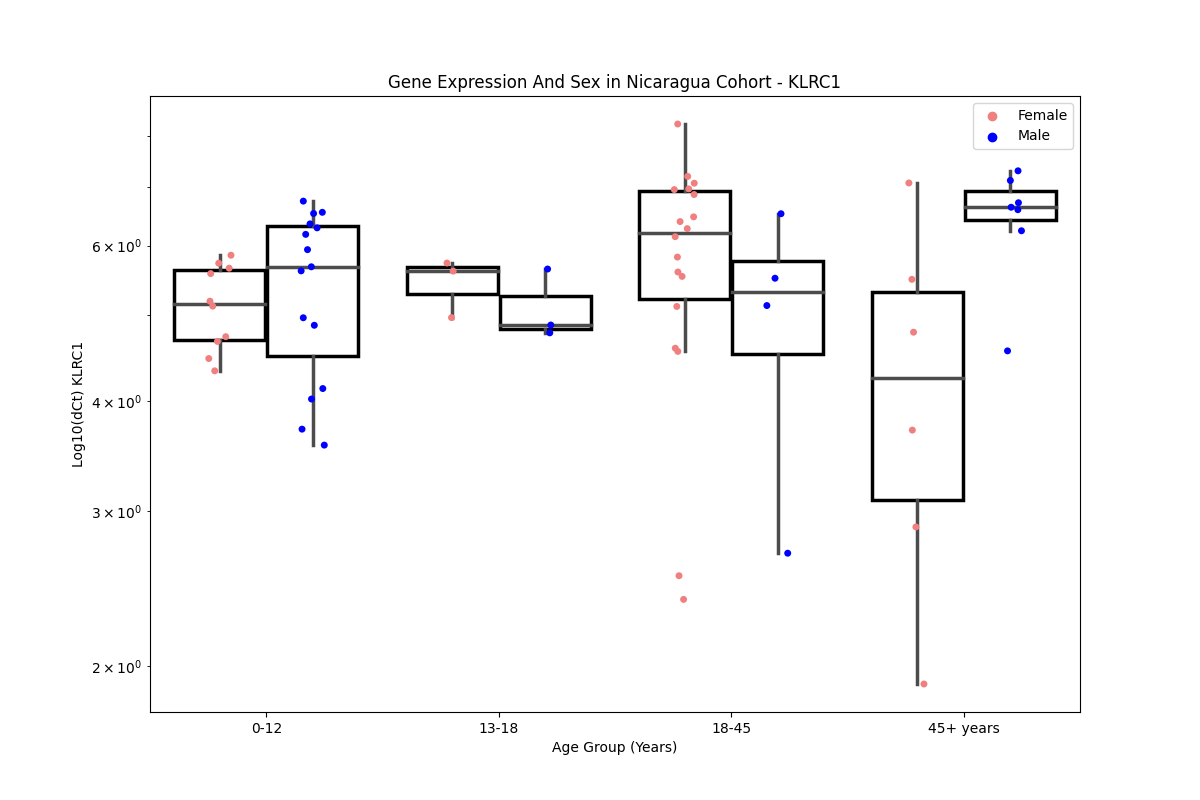 Gene Expression And Sex in Nicaragua Cohort - KLRC1
Female
Male
Log10(dCt) KLRC1
6 × 10⁰
4 × 10⁰
3 × 10⁰
2 × 10⁰
0-12
13-18
18-45
45+ years
Age Group (Years)